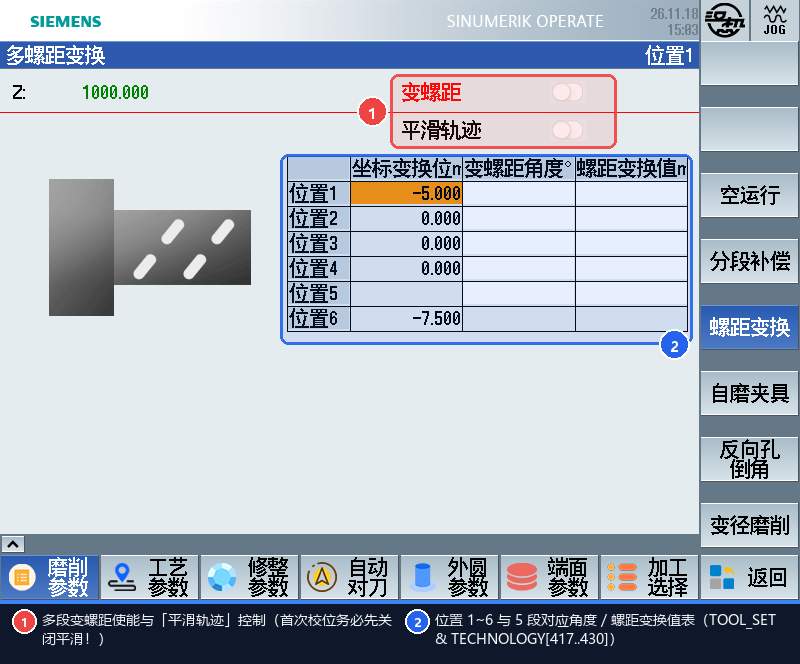 SIEMENS
SINUMERIK OPERATE
26.11.18
15:03
JOG
多螺距变换
位置1
Z:
1000.000
变螺距
1
平滑轨迹
坐标变换位m 变螺距角度° 螺距变换值m
位置1 -5.000
位置2 0.000
位置3 0.000
位置4 0.000
位置5
位置6 -7.500
2
空运行
分段补偿
螺距变换
自磨夹具
反向孔
倒角
变径磨削
磨削
参数
工艺
参数
修整
参数
自动
对刀
外圆
参数
端面
参数
加工
选择
返回
1 多段变螺距使能与「平滑轨迹」控制（首次校位务必先关
闭平滑！）
2 位置 1~6 与 5 段对应角度 / 螺距变换值表（TOOL_SET
& TECHNOLOGY[417..430]）